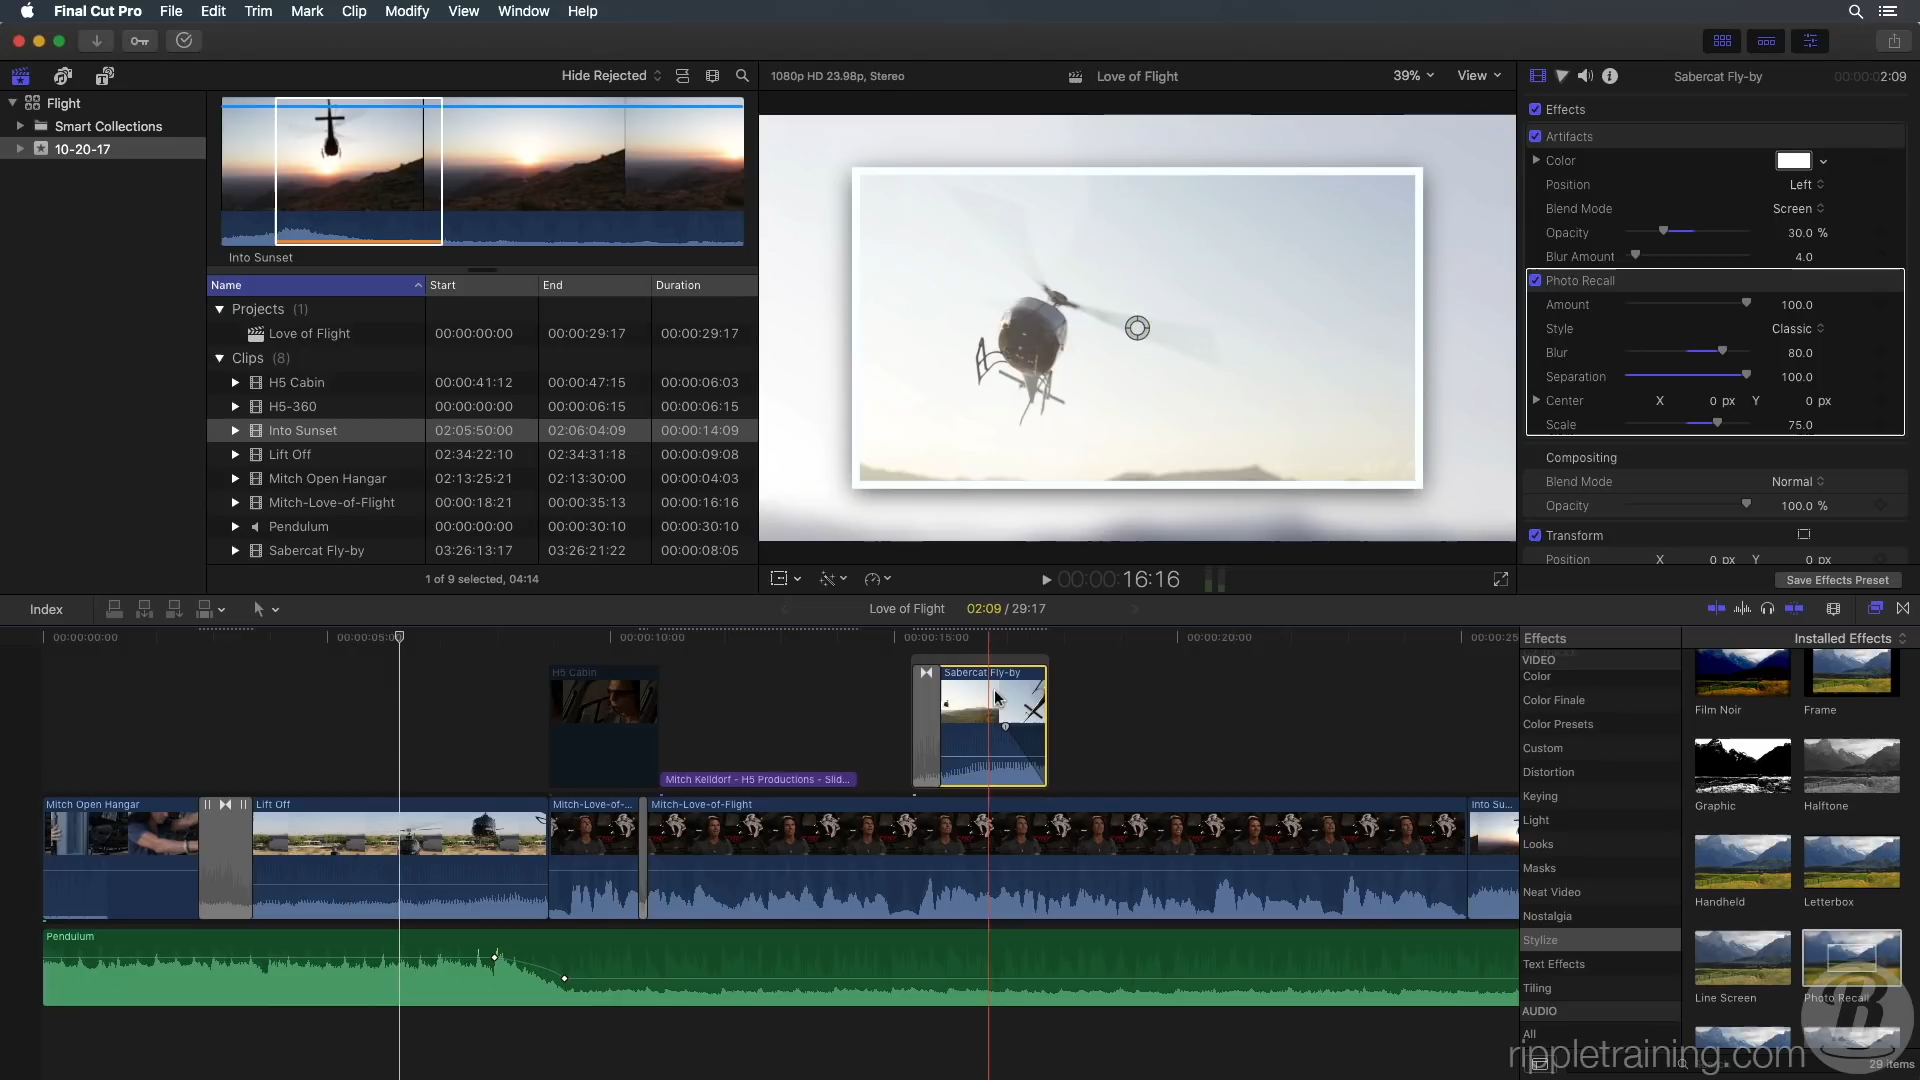 Final Cut Pro File Edit Trim Mark Clip Modify View Window Help
Hide Rejected
1080p HD 23.98p, Stereo
Love of Flight
39%
View
Sabercat Fly-by
00:00:02:09
Flight
Smart Collections
10-20-17
Into Sunset
Name Start End Duration
Projects (1)
Love of Flight 00:00:00:00 00:00:29:17 00:00:29:17
Clips (8)
H5 Cabin 00:00:41:12 00:00:47:15 00:00:06:03
H5-360 00:00:00:00 00:00:06:15 00:00:06:15
Into Sunset 02:05:50:00 02:06:04:09 00:00:14:09
Lift Off 02:34:22:10 02:34:31:18 00:00:09:08
Mitch Open Hangar 02:13:25:21 02:13:30:00 00:00:04:03
Mitch-Love-of-Flight 00:00:18:21 00:00:35:13 00:00:16:16
Pendulum 00:00:00:00 00:00:30:10 00:00:30:10
Sabercat Fly-by 03:26:13:17 03:26:21:22 00:00:08:05
1 of 9 selected, 04:14
00:00:16:16
Effects
Artifacts
Color
Position Left
Blend Mode Screen
Opacity 30.0 %
Blur Amount 4.0
Photo Recall
Amount 100.0
Style Classic
Blur 80.0
Separation 100.0
Center X 0 px Y 0 px
Scale 75.0
Compositing
Blend Mode Normal
Opacity 100.0 %
Transform
Position X 0 px Y 0 px
Save Effects Preset
Index
Love of Flight 02:09 / 29:17
00:00:00:00 00:00:05:0 00:00:10:00 00:00:15:00 00:00:20:00 00:00:25
H5 Cabin
Sabercat Fly-by
Mitch Kelldorf - H5 Productions - Slid...
Mitch Open Hangar
Lift Off
Mitch-Love-of-...
Mitch-Love-of-Flight
Into Su...
Pendulum
Effects
Installed Effects
VIDEO
Color
Color Finale
Color Presets
Custom
Distortion
Keying
Light
Looks
Masks
Neat Video
Nostalgia
Stylize
Text Effects
Tiling
AUDIO
All
Film Noir
Frame
Graphic
Halftone
Handheld
Letterbox
Line Screen
Photo Recall
29 items
R
rippletraining.com